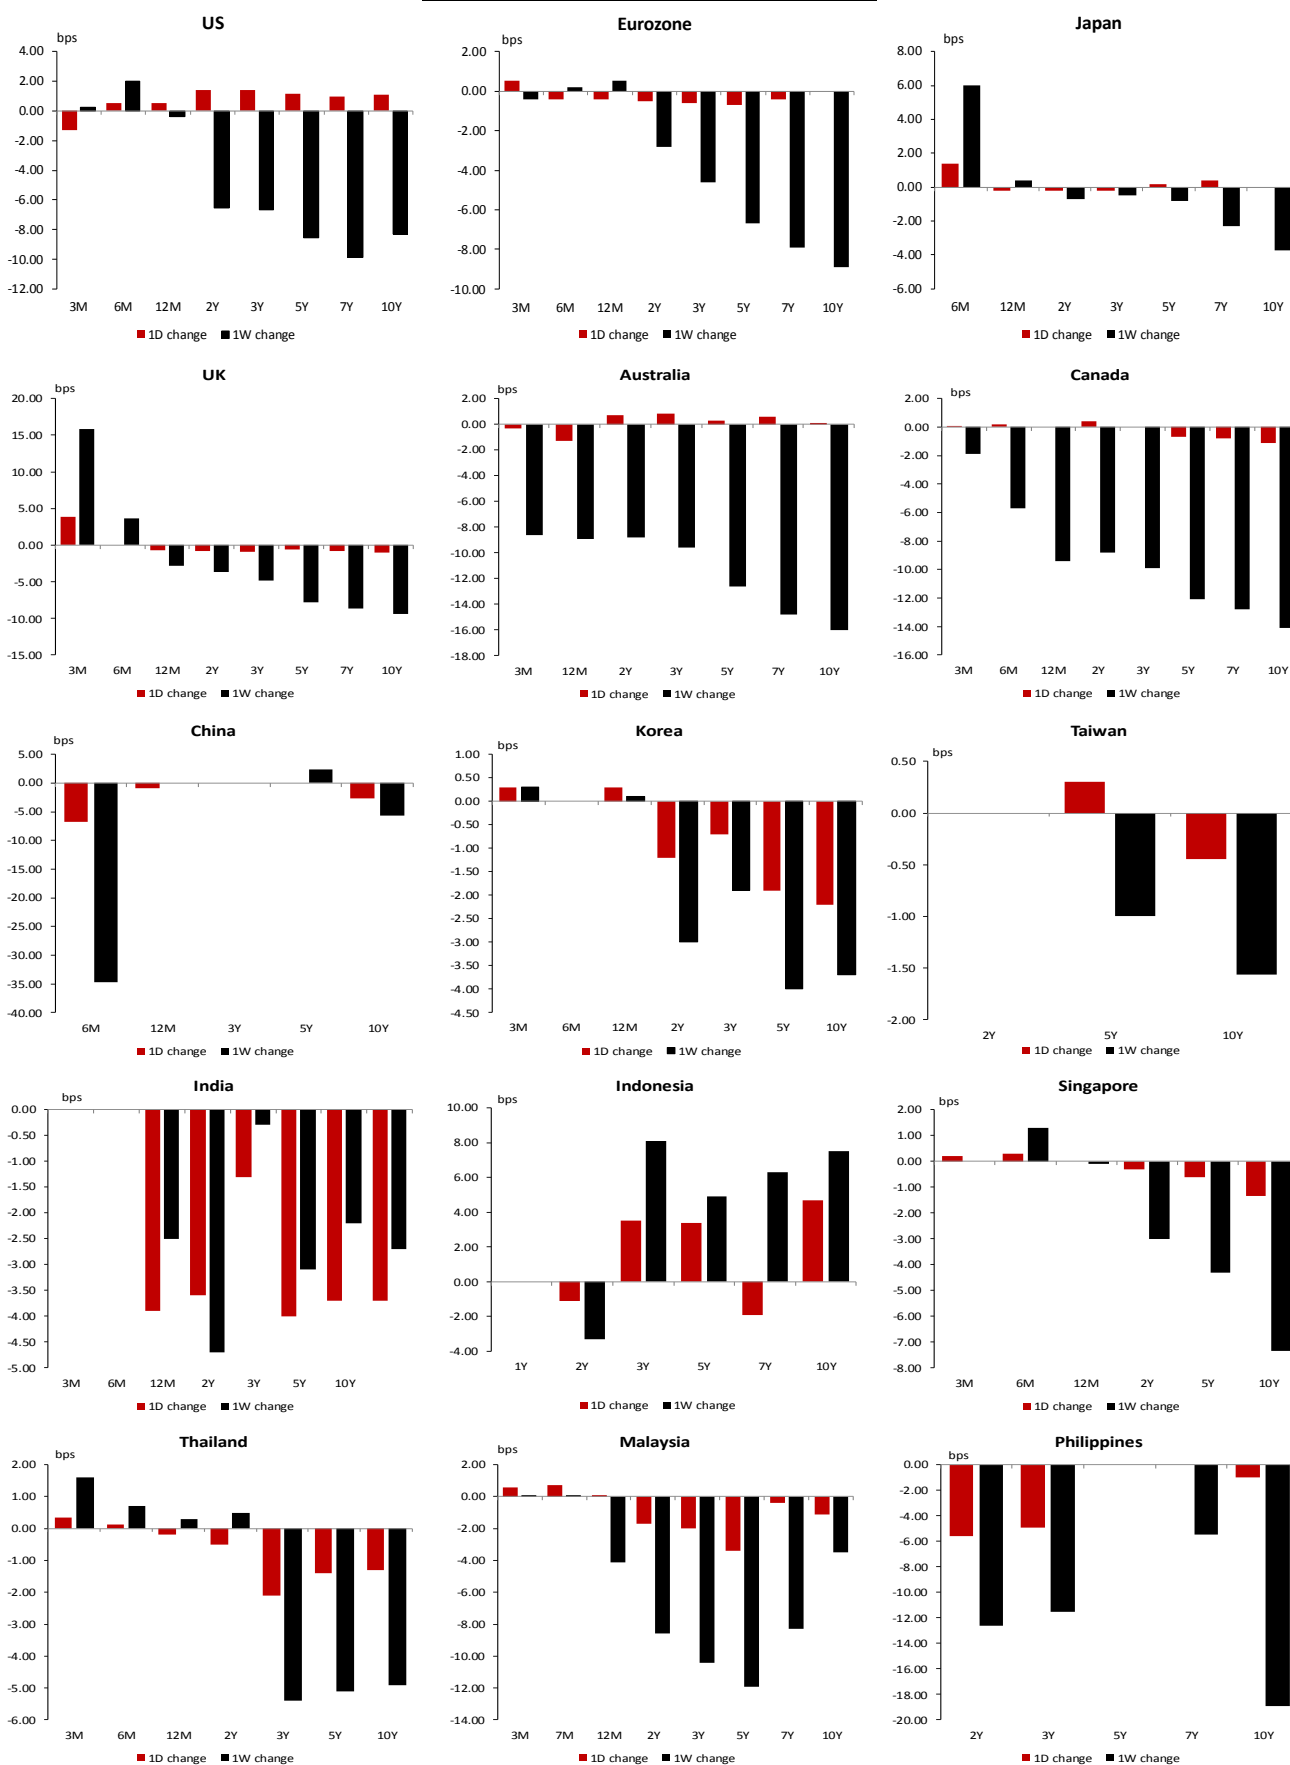 US
bps
4.00
2.00
0.00
-2.00
-4.00
-6.00
-8.00
-10.00
-12.00
3M 6M 12M 2Y 3Y 5Y 7Y 10Y
1D change 1W change
Eurozone
2.00
0.00
-2.00
-4.00
-6.00
-8.00
-10.00
3M 6M 12M 2Y 3Y 5Y 7Y 10Y
1D change 1W change
Japan
bps
8.00
6.00
4.00
2.00
0.00
-2.00
-4.00
-6.00
6M 12M 2Y 3Y 5Y 7Y 10Y
1D change 1W change
UK
bps
20.00
15.00
10.00
5.00
0.00
-5.00
-10.00
-15.00
3M 6M 12M 2Y 3Y 5Y 7Y 10Y
1D change 1W change
Australia
bps
2.00
0.00
-2.00
-4.00
-6.00
-8.00
-10.00
-12.00
-14.00
-16.00
-18.00
3M 12M 2Y 3Y 5Y 7Y 10Y
1D change 1W change
Canada
bps
2.00
0.00
-2.00
-4.00
-6.00
-8.00
-10.00
-12.00
-14.00
-16.00
3M 6M 12M 2Y 3Y 5Y 7Y 10Y
1D change 1W change
China
bps
5.00
0.00
-5.00
-10.00
-15.00
-20.00
-25.00
-30.00
-35.00
-40.00
6M 12M 3Y 5Y 10Y
1D change 1W change
Korea
bps
1.00
0.50
0.00
-0.50
-1.00
-1.50
-2.00
-2.50
-3.00
-3.50
-4.00
-4.50
3M 6M 12M 2Y 3Y 5Y 10Y
1D change 1W change
Taiwan
bps
0.50
0.00
-0.50
-1.00
-1.50
-2.00
2Y 5Y 10Y
1D change 1W change
India
bps
0.00
-0.50
-1.00
-1.50
-2.00
-2.50
-3.00
-3.50
-4.00
-4.50
-5.00
3M 6M 12M 2Y 3Y 5Y 10Y
1D change 1W change
Indonesia
bps
10.00
8.00
6.00
4.00
2.00
0.00
-2.00
-4.00
1Y 2Y 3Y 5Y 7Y 10Y
1D change 1W change
Singapore
bps
2.00
1.00
0.00
-1.00
-2.00
-3.00
-4.00
-5.00
-6.00
-7.00
-8.00
3M 6M 12M 2Y 5Y 10Y
1D change 1W change
Thailand
bps
2.00
1.00
0.00
-1.00
-2.00
-3.00
-4.00
-5.00
-6.00
3M 6M 12M 2Y 3Y 5Y 10Y
1D change 1W change
Malaysia
bps
2.00
0.00
-2.00
-4.00
-6.00
-8.00
-10.00
-12.00
-14.00
3M 7M 12M 2Y 3Y 5Y 7Y 10Y
1D change 1W change
Philippines
bps
0.00
-2.00
-4.00
-6.00
-8.00
-10.00
-12.00
-14.00
-16.00
-18.00
-20.00
2Y 3Y 5Y 7Y 10Y
1D change 1W change